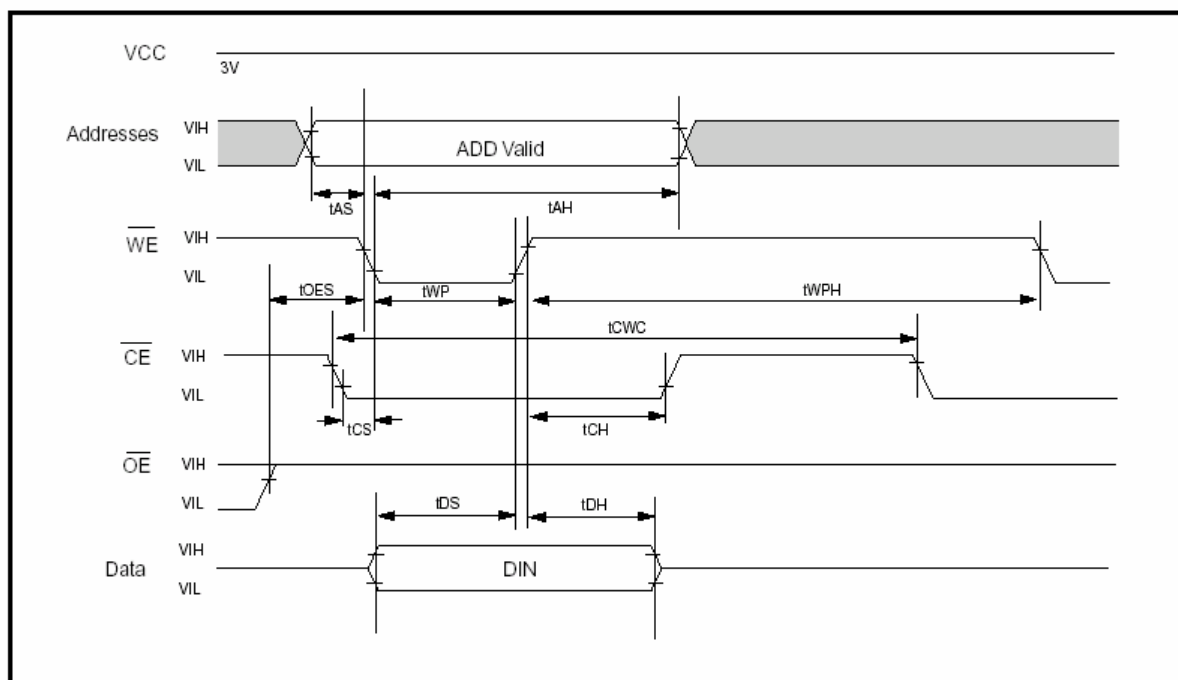 VCC
3V
Addresses
VIH
ADD Valid
VIL
tAS
tAH
WE
VIH
VIL
tOES
tWP
tWPH
tCWC
CE
VIH
VIL
tCS
tCH
OE
VIH
VIL
tDS
tDH
VIH
Data
DIN
VIL